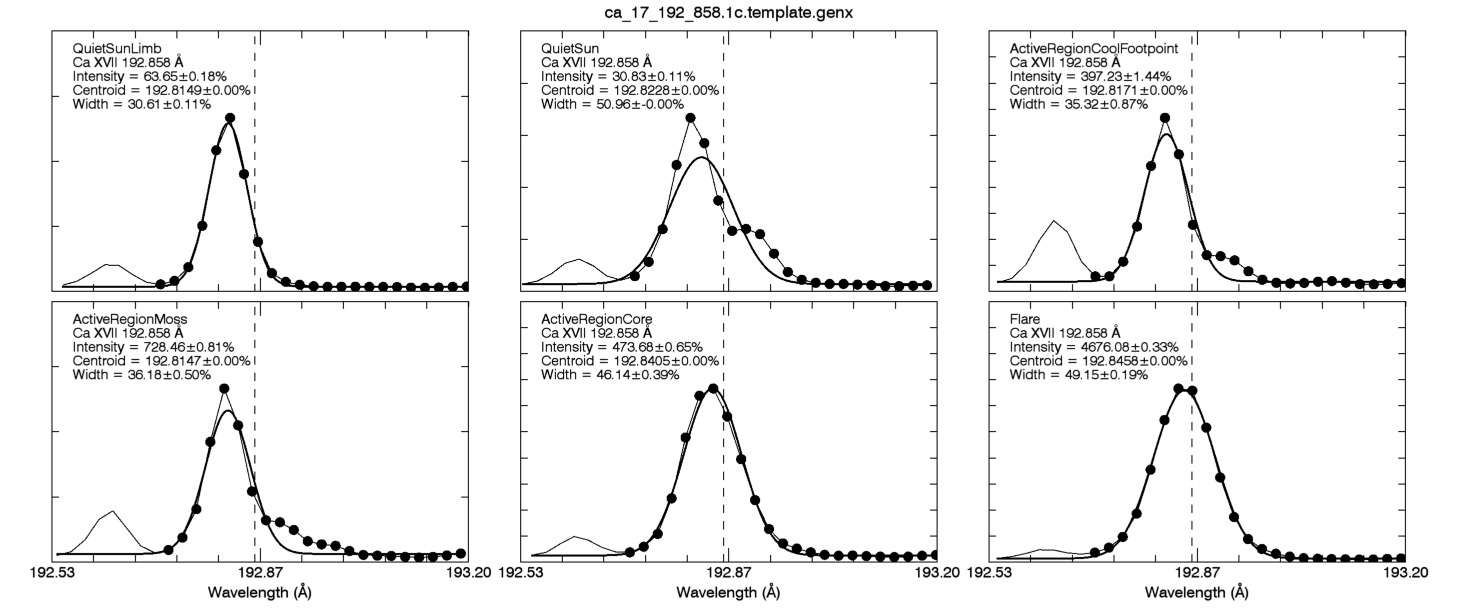 ca_17_192_858.1c.template.genx
QuietSunLimb
Ca XVII 192.858 Å
Intensity = 63.65±0.18%
Centroid = 192.8149±0.00%
Width = 30.61±0.11%
QuietSun
Ca XVII 192.858 Å
Intensity = 30.83±0.11%
Centroid = 192.8228±0.00%
Width = 50.96±-0.00%
ActiveRegionCoolFootpoint
Ca XVII 192.858 Å
Intensity = 397.23±1.44%
Centroid = 192.8171±0.00%
Width = 35.32±0.87%
ActiveRegionMoss
Ca XVII 192.858 Å
Intensity = 728.46±0.81%
Centroid = 192.8147±0.00%
Width = 36.18±0.50%
ActiveRegionCore
Ca XVII 192.858 Å
Intensity = 473.68±0.65%
Centroid = 192.8405±0.00%
Width = 46.14±0.39%
Flare
Ca XVII 192.858 Å
Intensity = 4676.08±0.33%
Centroid = 192.8458±0.00%
Width = 49.15±0.19%
192.53 192.87 193.20
Wavelength (Å)
192.53 192.87 193.20
Wavelength (Å)
192.53 192.87 193.20
Wavelength (Å)